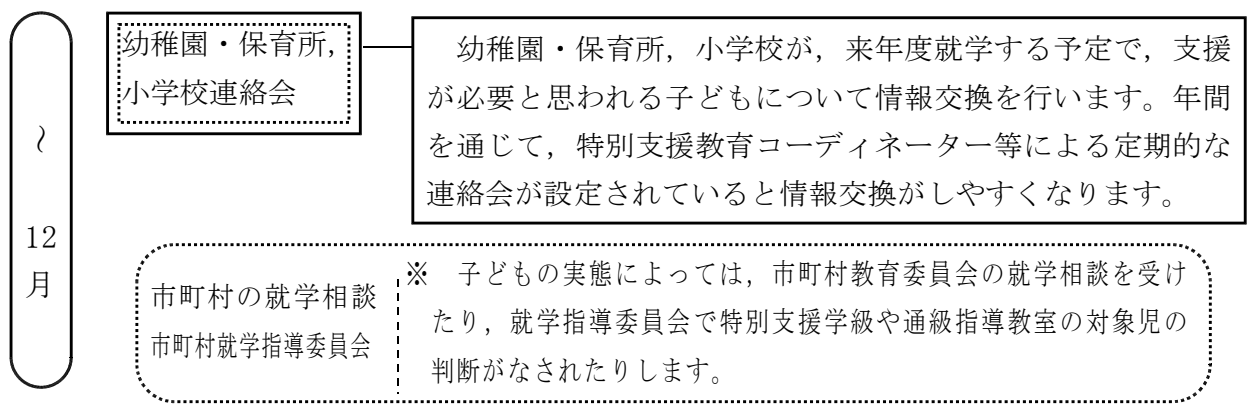 ～
12
月
幼稚園・保育所，
小学校連絡会
幼稚園・保育所，小学校が，来年度就学する予定で，支援
が必要と思われる子どもについて情報交換を行います。年間
を通じて，特別支援教育コーディネーター等による定期的な
連絡会が設定されていると情報交換がしやすくなります。
市町村の就学相談
市町村就学指導委員会
※　子どもの実態によっては，市町村教育委員会の就学相談を受け
たり，就学指導委員会で特別支援学級や通級指導教室の対象児の
判断がなされたりします。